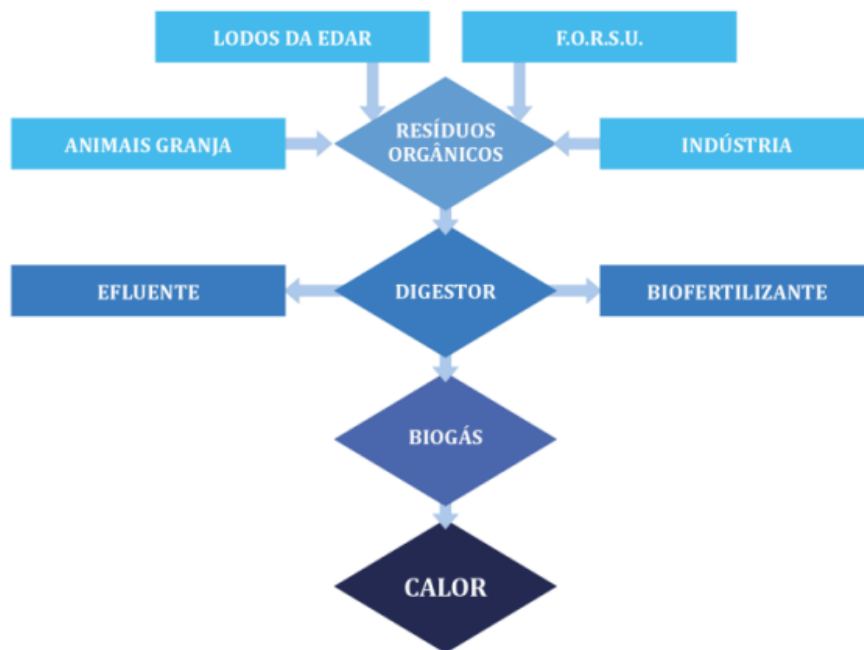 LODOS DA EDAR
F.O.R.S.U.
ANIMAIS GRANJA
RESÍDUOS
ORGÂNICOS
INDÚSTRIA
EFLUENTE
DIGESTOR
BIOFERTILIZANTE
BIOGÁS
CALOR